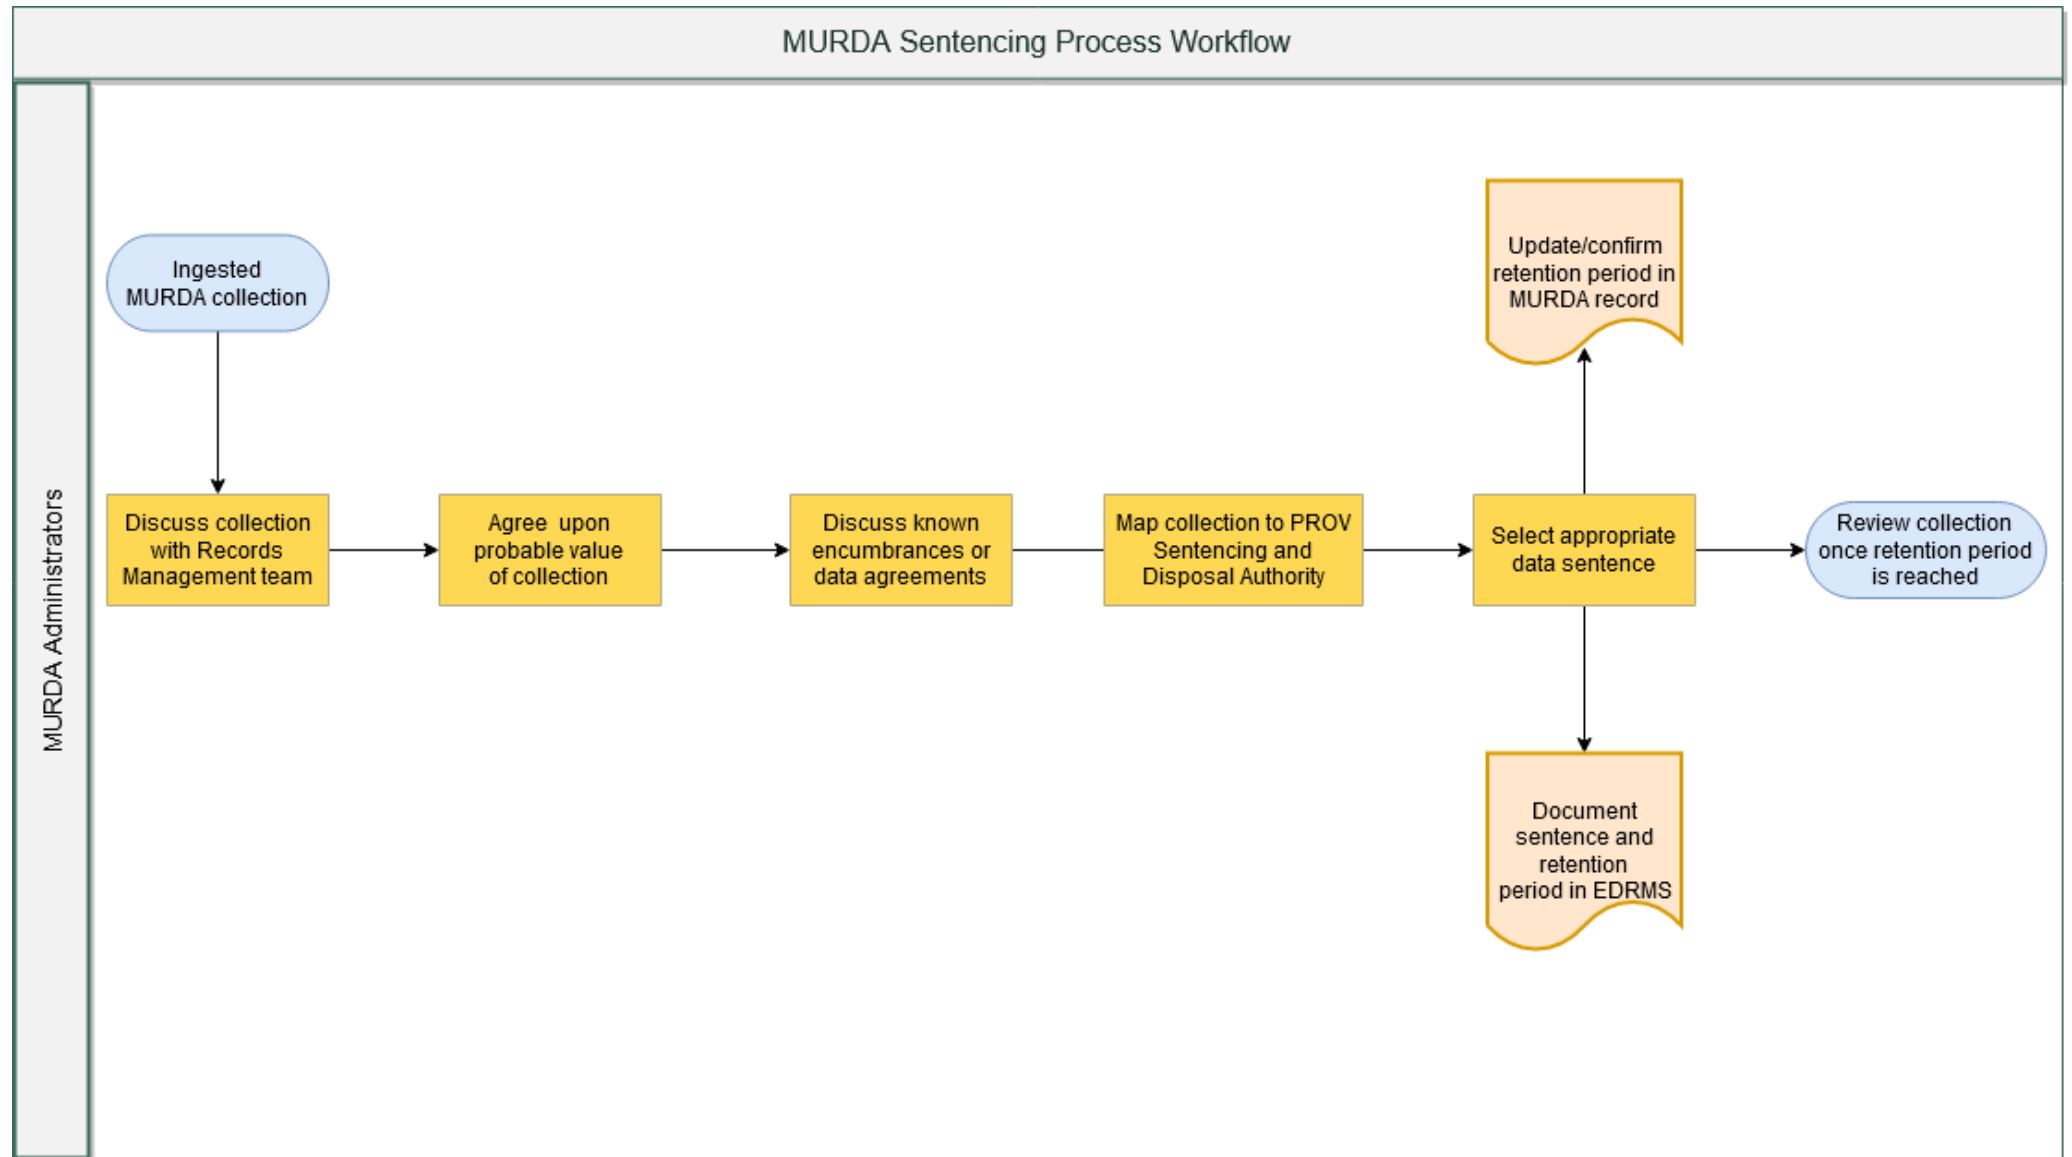 MURDA Sentencing Process Workflow
MURDA Administrators
Ingested
MURDA collection
Discuss collection
with Records
Management team
Agree  upon
probable value
of collection
Discuss known
encumbrances or
data agreements
Map collection to PROV
Sentencing and
Disposal Authority
Select appropriate
data sentence
Update/confirm
retention period in
MURDA record
Document
sentence and
retention
period in EDRMS
Review collection
once retention period
is reached